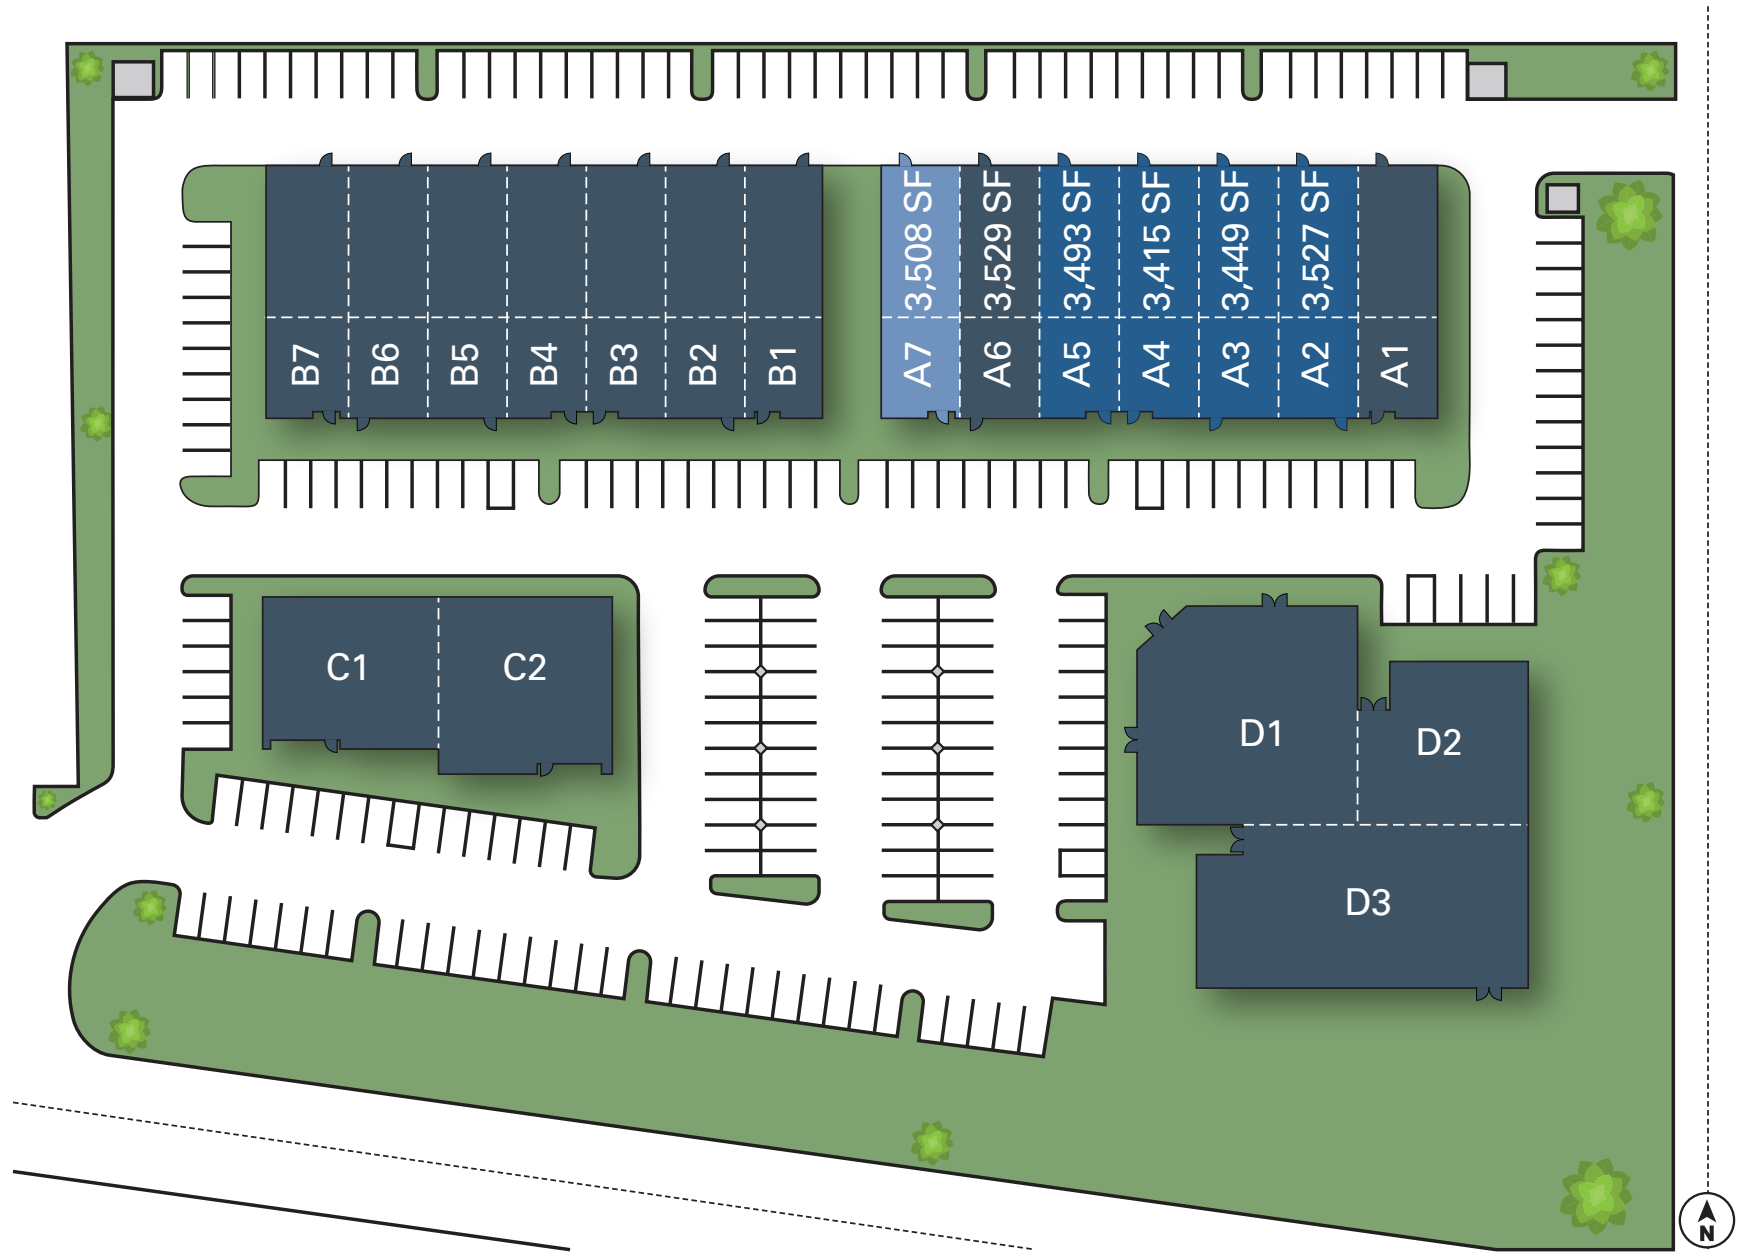 3,508 SF
3,529 SF
3,493 SF
3,415 SF
3,449 SF
3,527 SF
B7
B6
B5
B4
B3
B2
B1
A7
A6
A5
A4
A3
A2
A1
C1
C2
D1
D2
D3
N